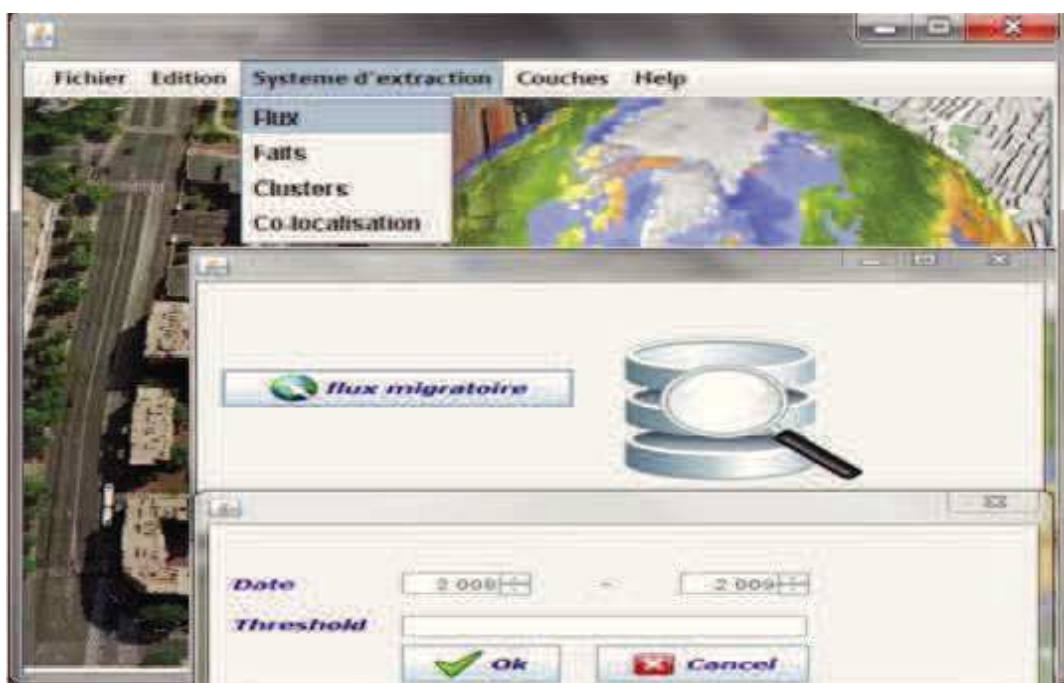 Fichier Edition Systeme d'extraction Couches Help
Flux
Faits
Clusters
Co-localisation
flux migratoire
Date 2 008 - 2 009
Threshold
Ok Cancel